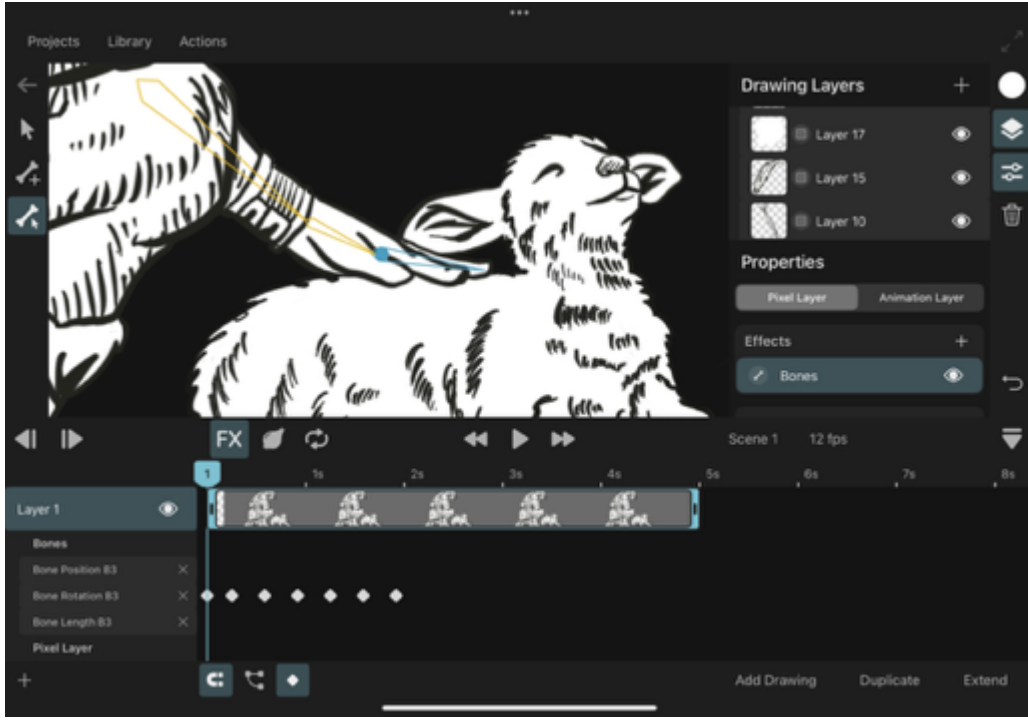 Projects Library Actions
Drawing Layers +
Layer 17
Layer 15
Layer 10
Properties
Pixel Layer Animation Layer
Effects +
Bones
FX
Scene 1 12 fps
1 1s 2s 3s 4s 5s 6s 7s 8s
Layer 1
Bones
Bone Position B3
Bone Rotation B3
Bone Length B3
Pixel Layer
+ Add Drawing Duplicate Extend